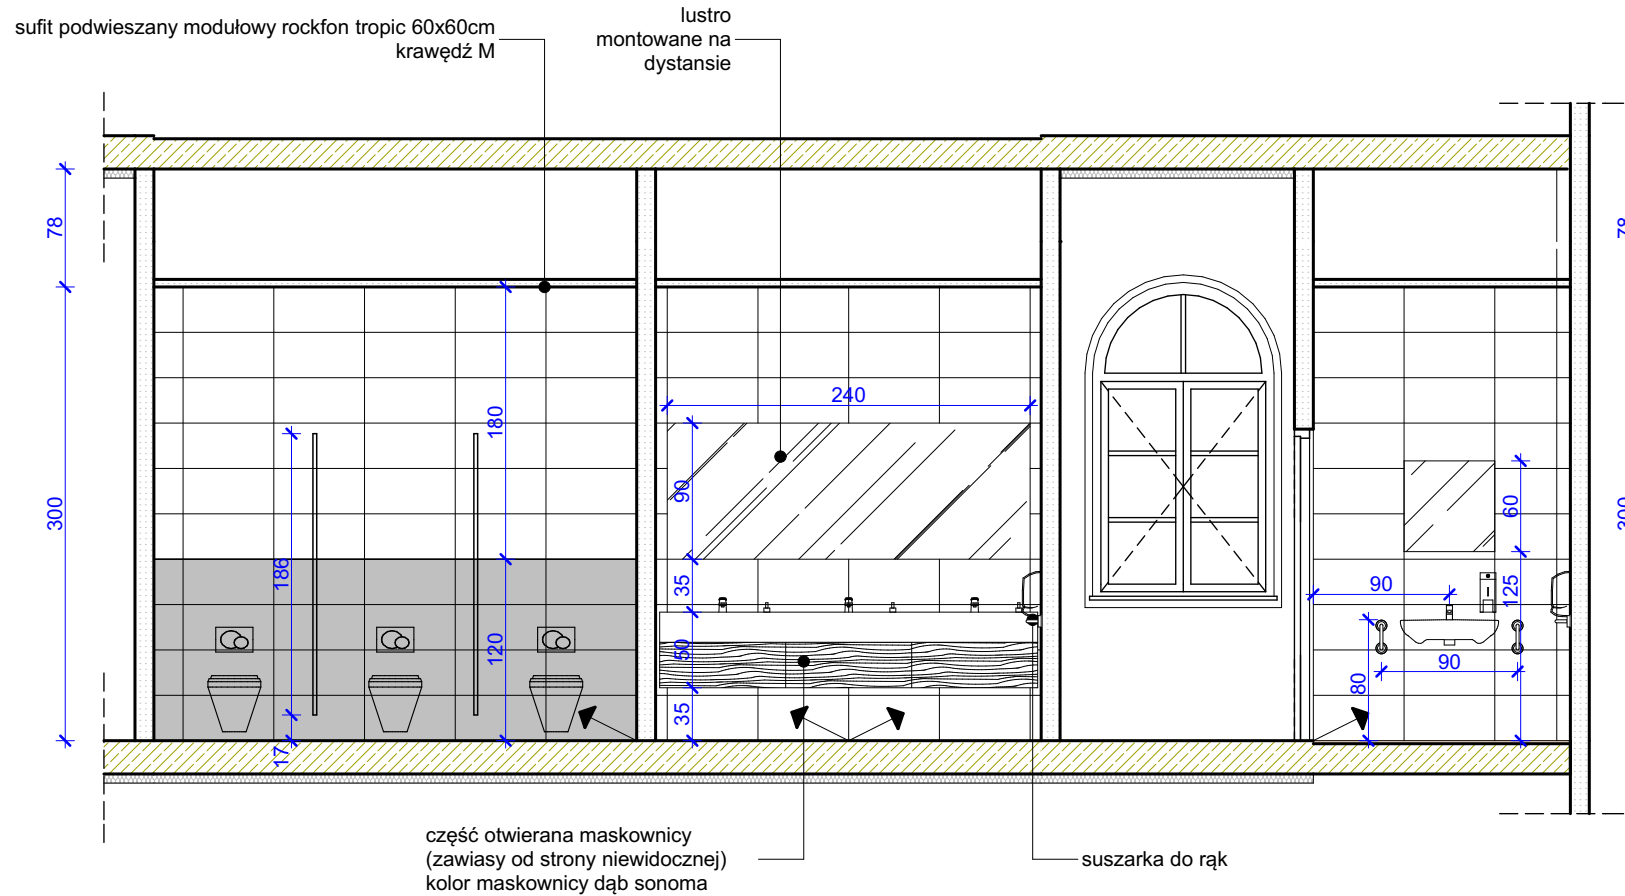 sufit podwieszany modułowy rockfon tropic 60x60cm
krawędź M
lustro
montowane na
dystansie
78
300
186
17
180
120
240
90
35
50
35
90
60
125
90
80
78
300
część otwierana maskownicy
(zawiasy od strony niewidocznej)
kolor maskownicy dąb sonoma
suszarka do rąk